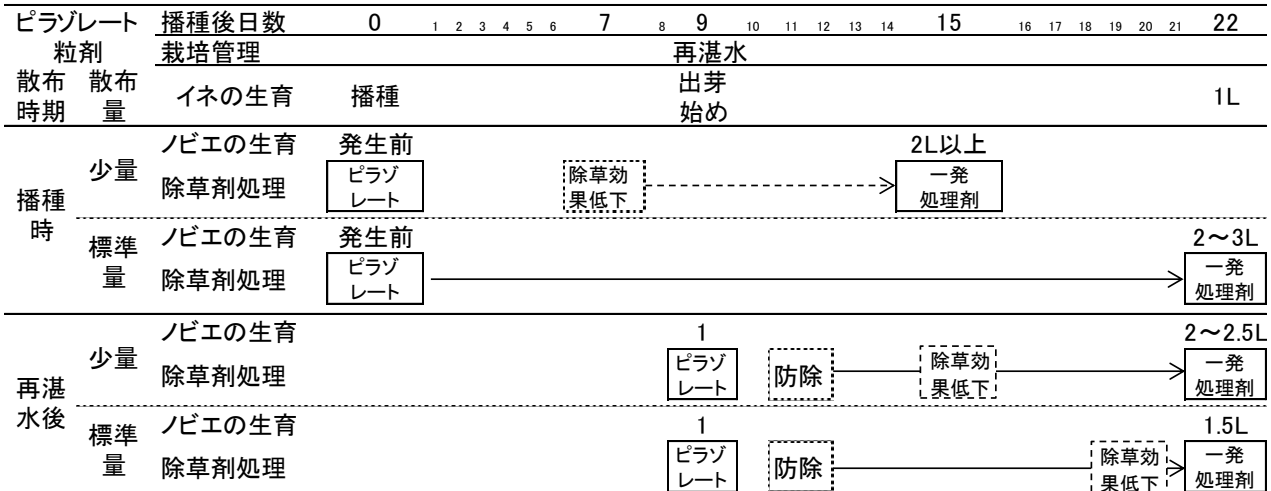 ピラゾレート 播種後日数 0 1 2 3 4 5 6 7 8 9 10 11 12 13 14 15 16 17 18 19 20 21 22
粒剤 栽培管理 再湛水
散布時期 散布量 イネの生育 播種 出芽始め 1L
播種時 少量 ノビエの生育 発生前 2L以上
除草剤処理 ピラゾレート 除草効果低下 一発処理剤
標準量 ノビエの生育 発生前 2～3L
除草剤処理 ピラゾレート 一発処理剤
再湛水後 少量 ノビエの生育 1 2～2.5L
除草剤処理 ピラゾレート 防除 除草効果低下 一発処理剤
標準量 ノビエの生育 1 1.5L
除草剤処理 ピラゾレート 防除 除草効果低下 一発処理剤